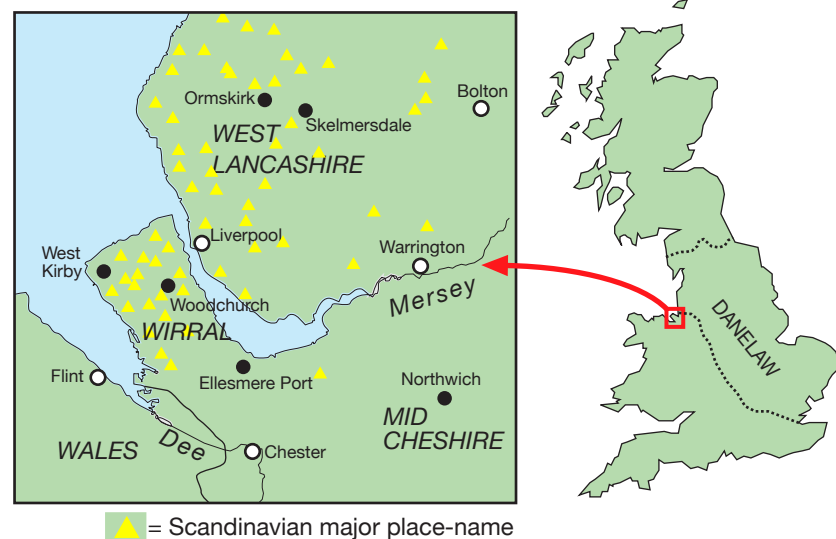 Ormskirk
Bolton
Skelmersdale
WEST
LANCASHIRE
Liverpool
Warrington
West
Kirby
Woodchurch
Mersey
WIRRAL
Flint
Ellesmere Port
Northwich
MID
CHESHIRE
WALES
Dee
Chester
DANELAW
= Scandinavian major place-name